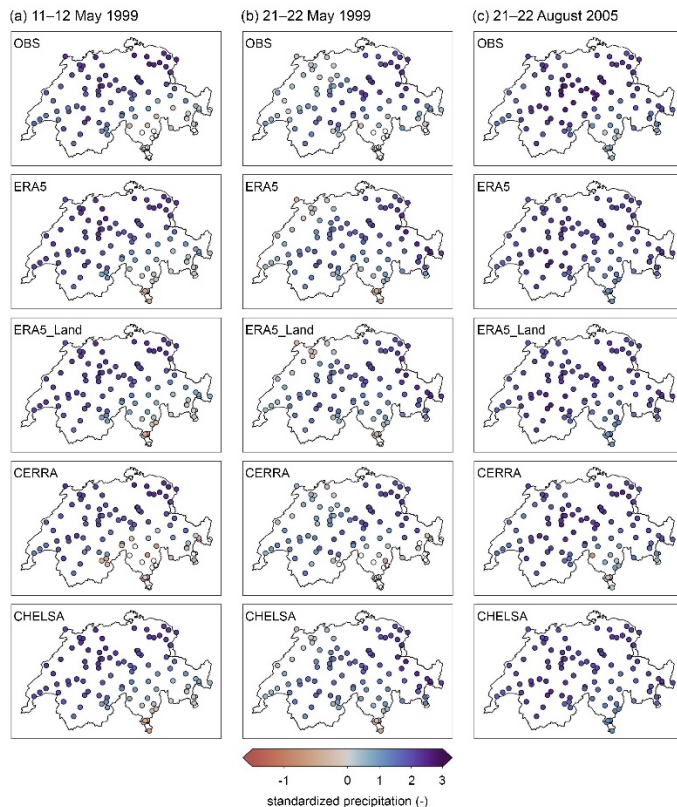 (a) 11–12 May 1999
(b) 21–22 May 1999
(c) 21–22 August 2005
OBS
OBS
OBS
ERA5
ERA5
ERA5
ERA5_Land
ERA5_Land
ERA5_Land
CERRA
CERRA
CERRA
CHELSA
CHELSA
CHELSA
-1 0 1 2 3
standardized precipitation (-)